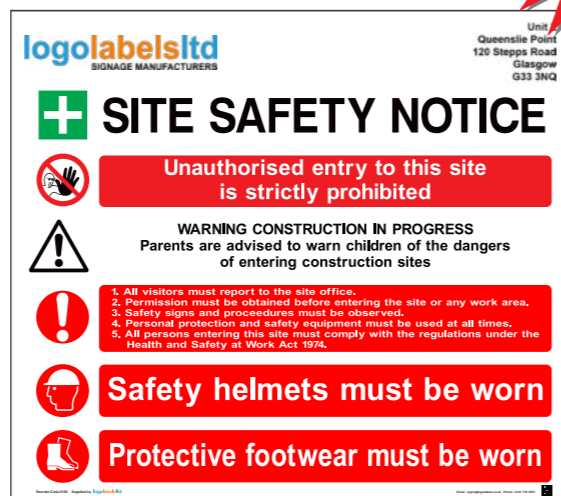 logolabelsltd
SIGNAGE MANUFACTURERS
Unit
Queenslie Point
120 Stepps Road
Glasgow
G33 3NQ
SITE SAFETY NOTICE
Unauthorised entry to this site
is strictly prohibited
WARNING CONSTRUCTION IN PROGRESS
Parents are advised to warn children of the dangers
of entering construction sites
1. All visitors must report to the site office.
2. Permission must be obtained before entering the site or any work area.
3. Safety signs and proceedures must be observed.
4. Personal protection and safety equipment must be used at all times.
5. All persons entering this site must comply with the regulations under the
Health and Safety at Work Act 1974.
Safety helmets must be worn
Protective footwear must be worn
Supplied by logolabelsltd